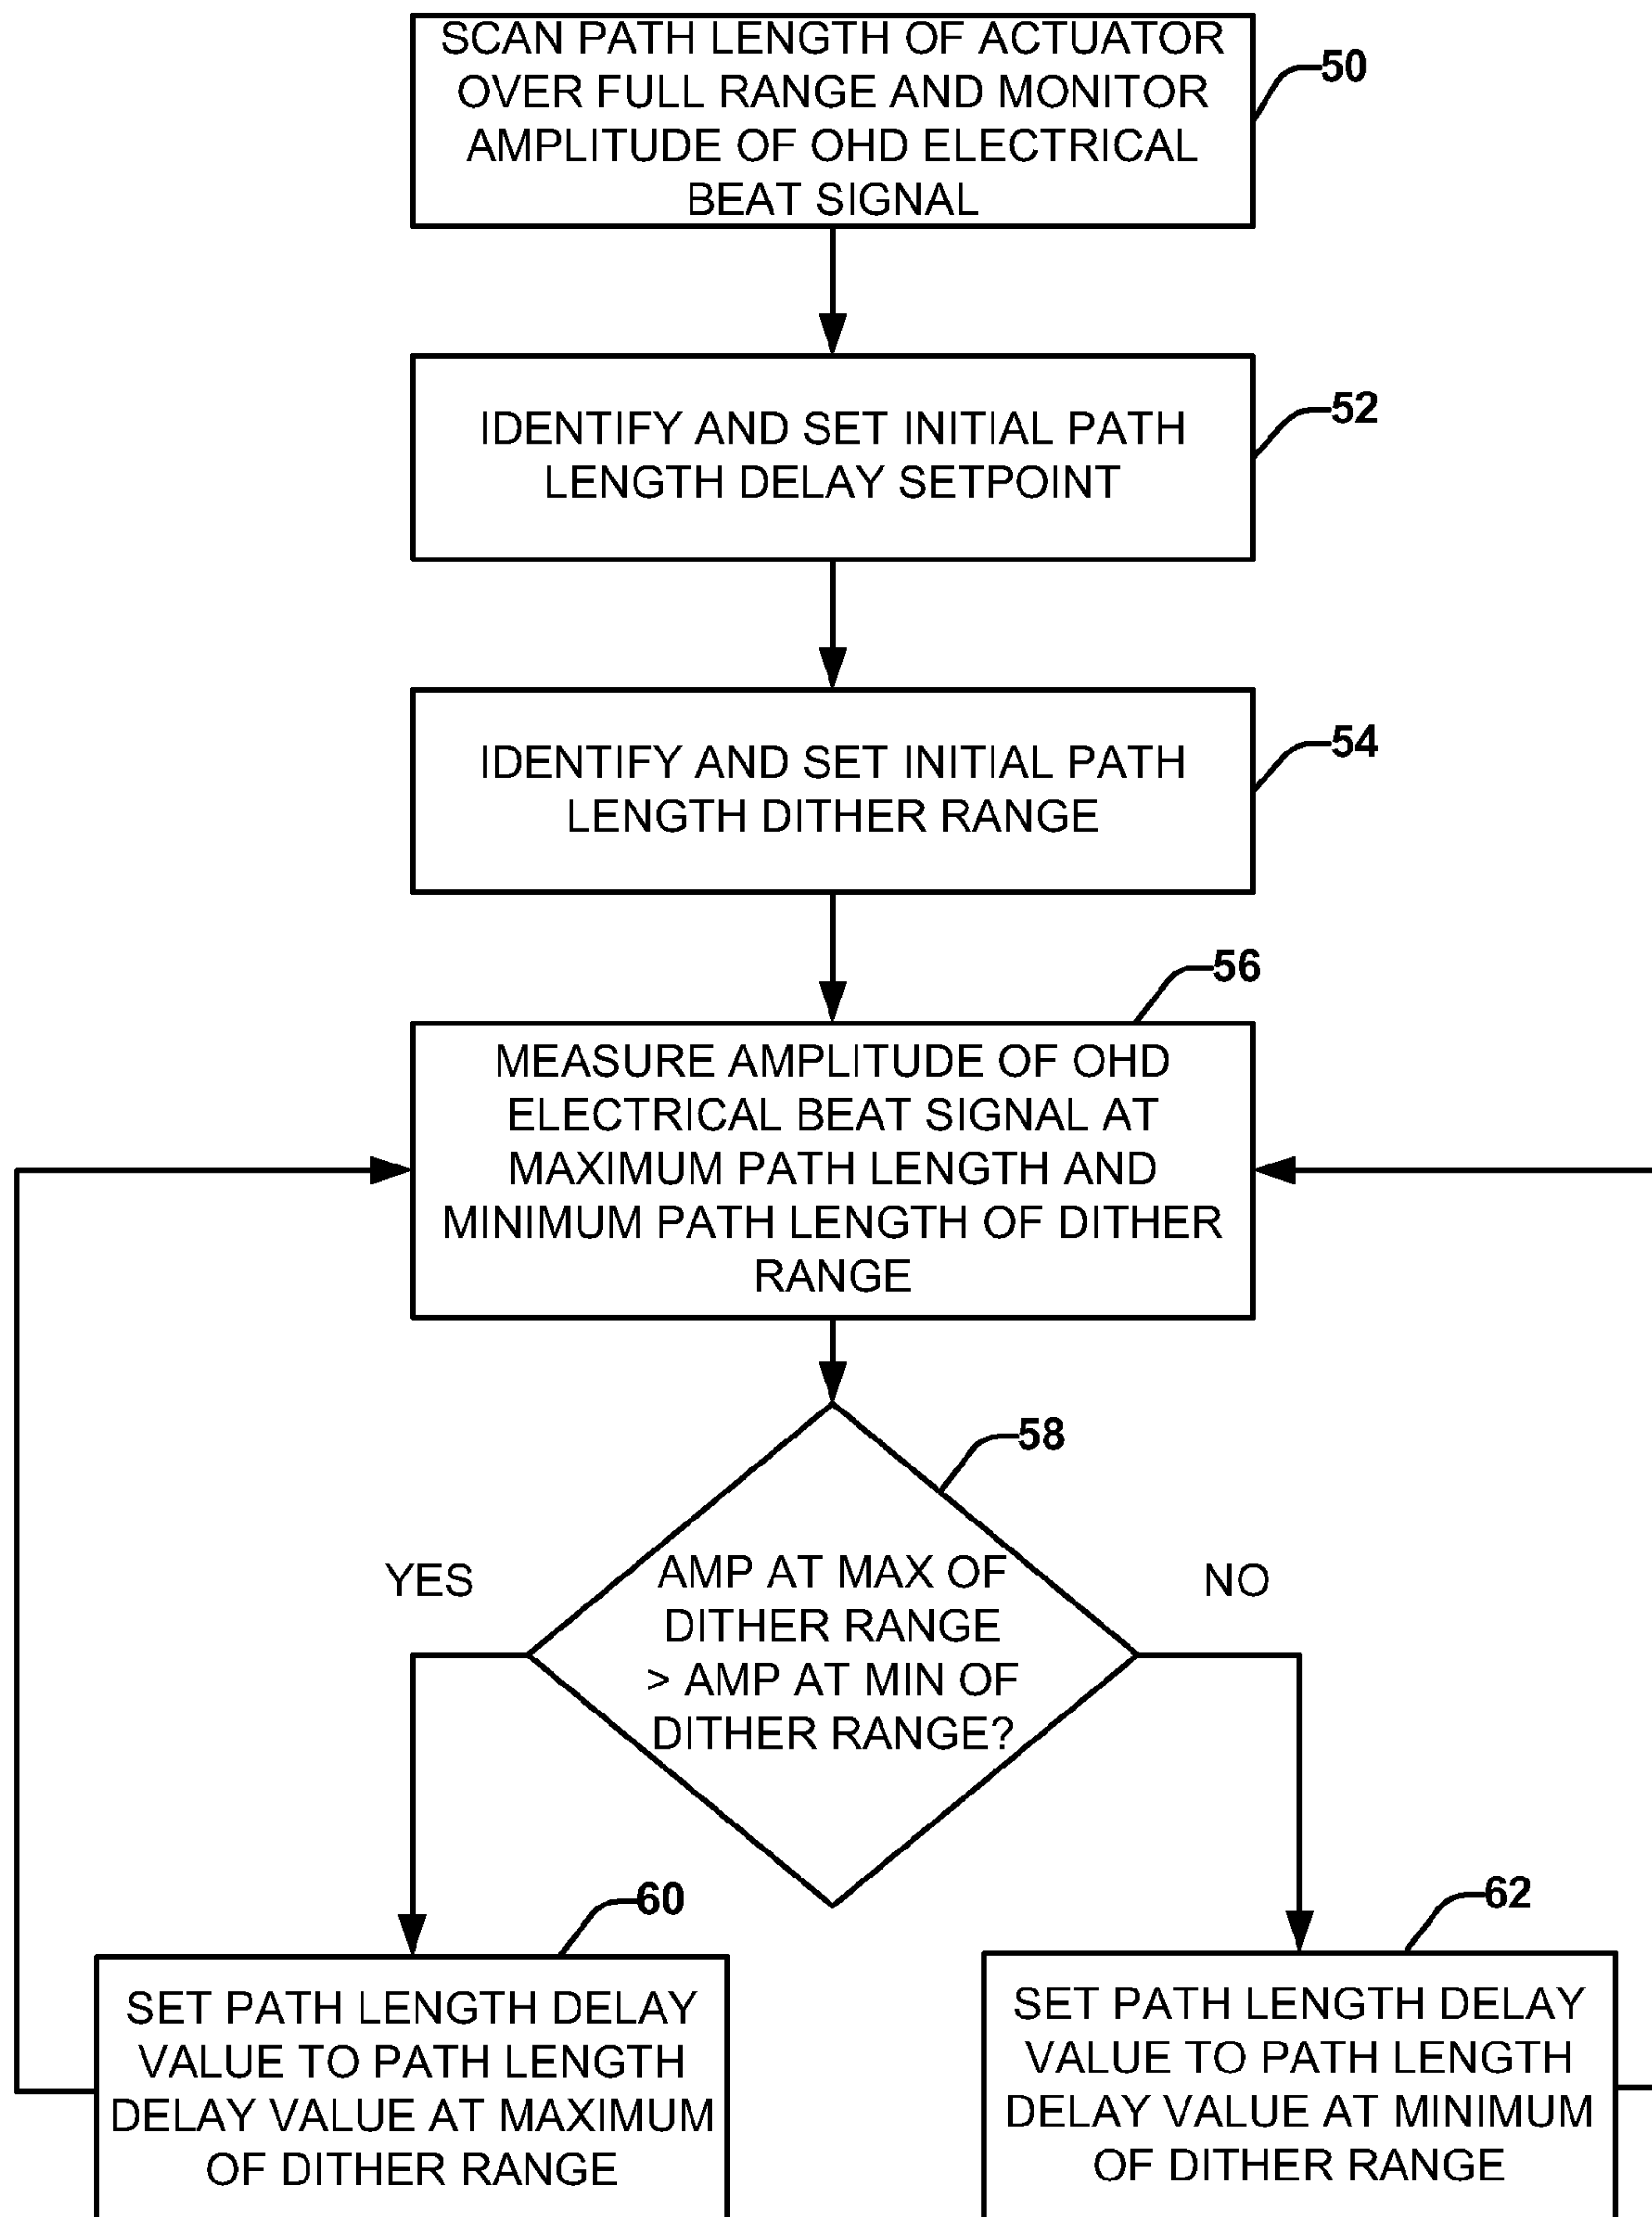 SCAN PATH LENGTH OF ACTUATOR
OVER FULL RANGE AND MONITOR
AMPLITUDE OF OHD ELECTRICAL
BEAT SIGNAL
50
IDENTIFY AND SET INITIAL PATH
LENGTH DELAY SETPOINT
52
IDENTIFY AND SET INITIAL PATH
LENGTH DITHER RANGE
54
56
MEASURE AMPLITUDE OF OHD
ELECTRICAL BEAT SIGNAL AT
MAXIMUM PATH LENGTH AND
MINIMUM PATH LENGTH OF DITHER
RANGE
58
YES
AMP AT MAX OF
DITHER RANGE
> AMP AT MIN OF
DITHER RANGE?
NO
60
SET PATH LENGTH DELAY
VALUE TO PATH LENGTH
DELAY VALUE AT MAXIMUM
OF DITHER RANGE
62
SET PATH LENGTH DELAY
VALUE TO PATH LENGTH
DELAY VALUE AT MINIMUM
OF DITHER RANGE